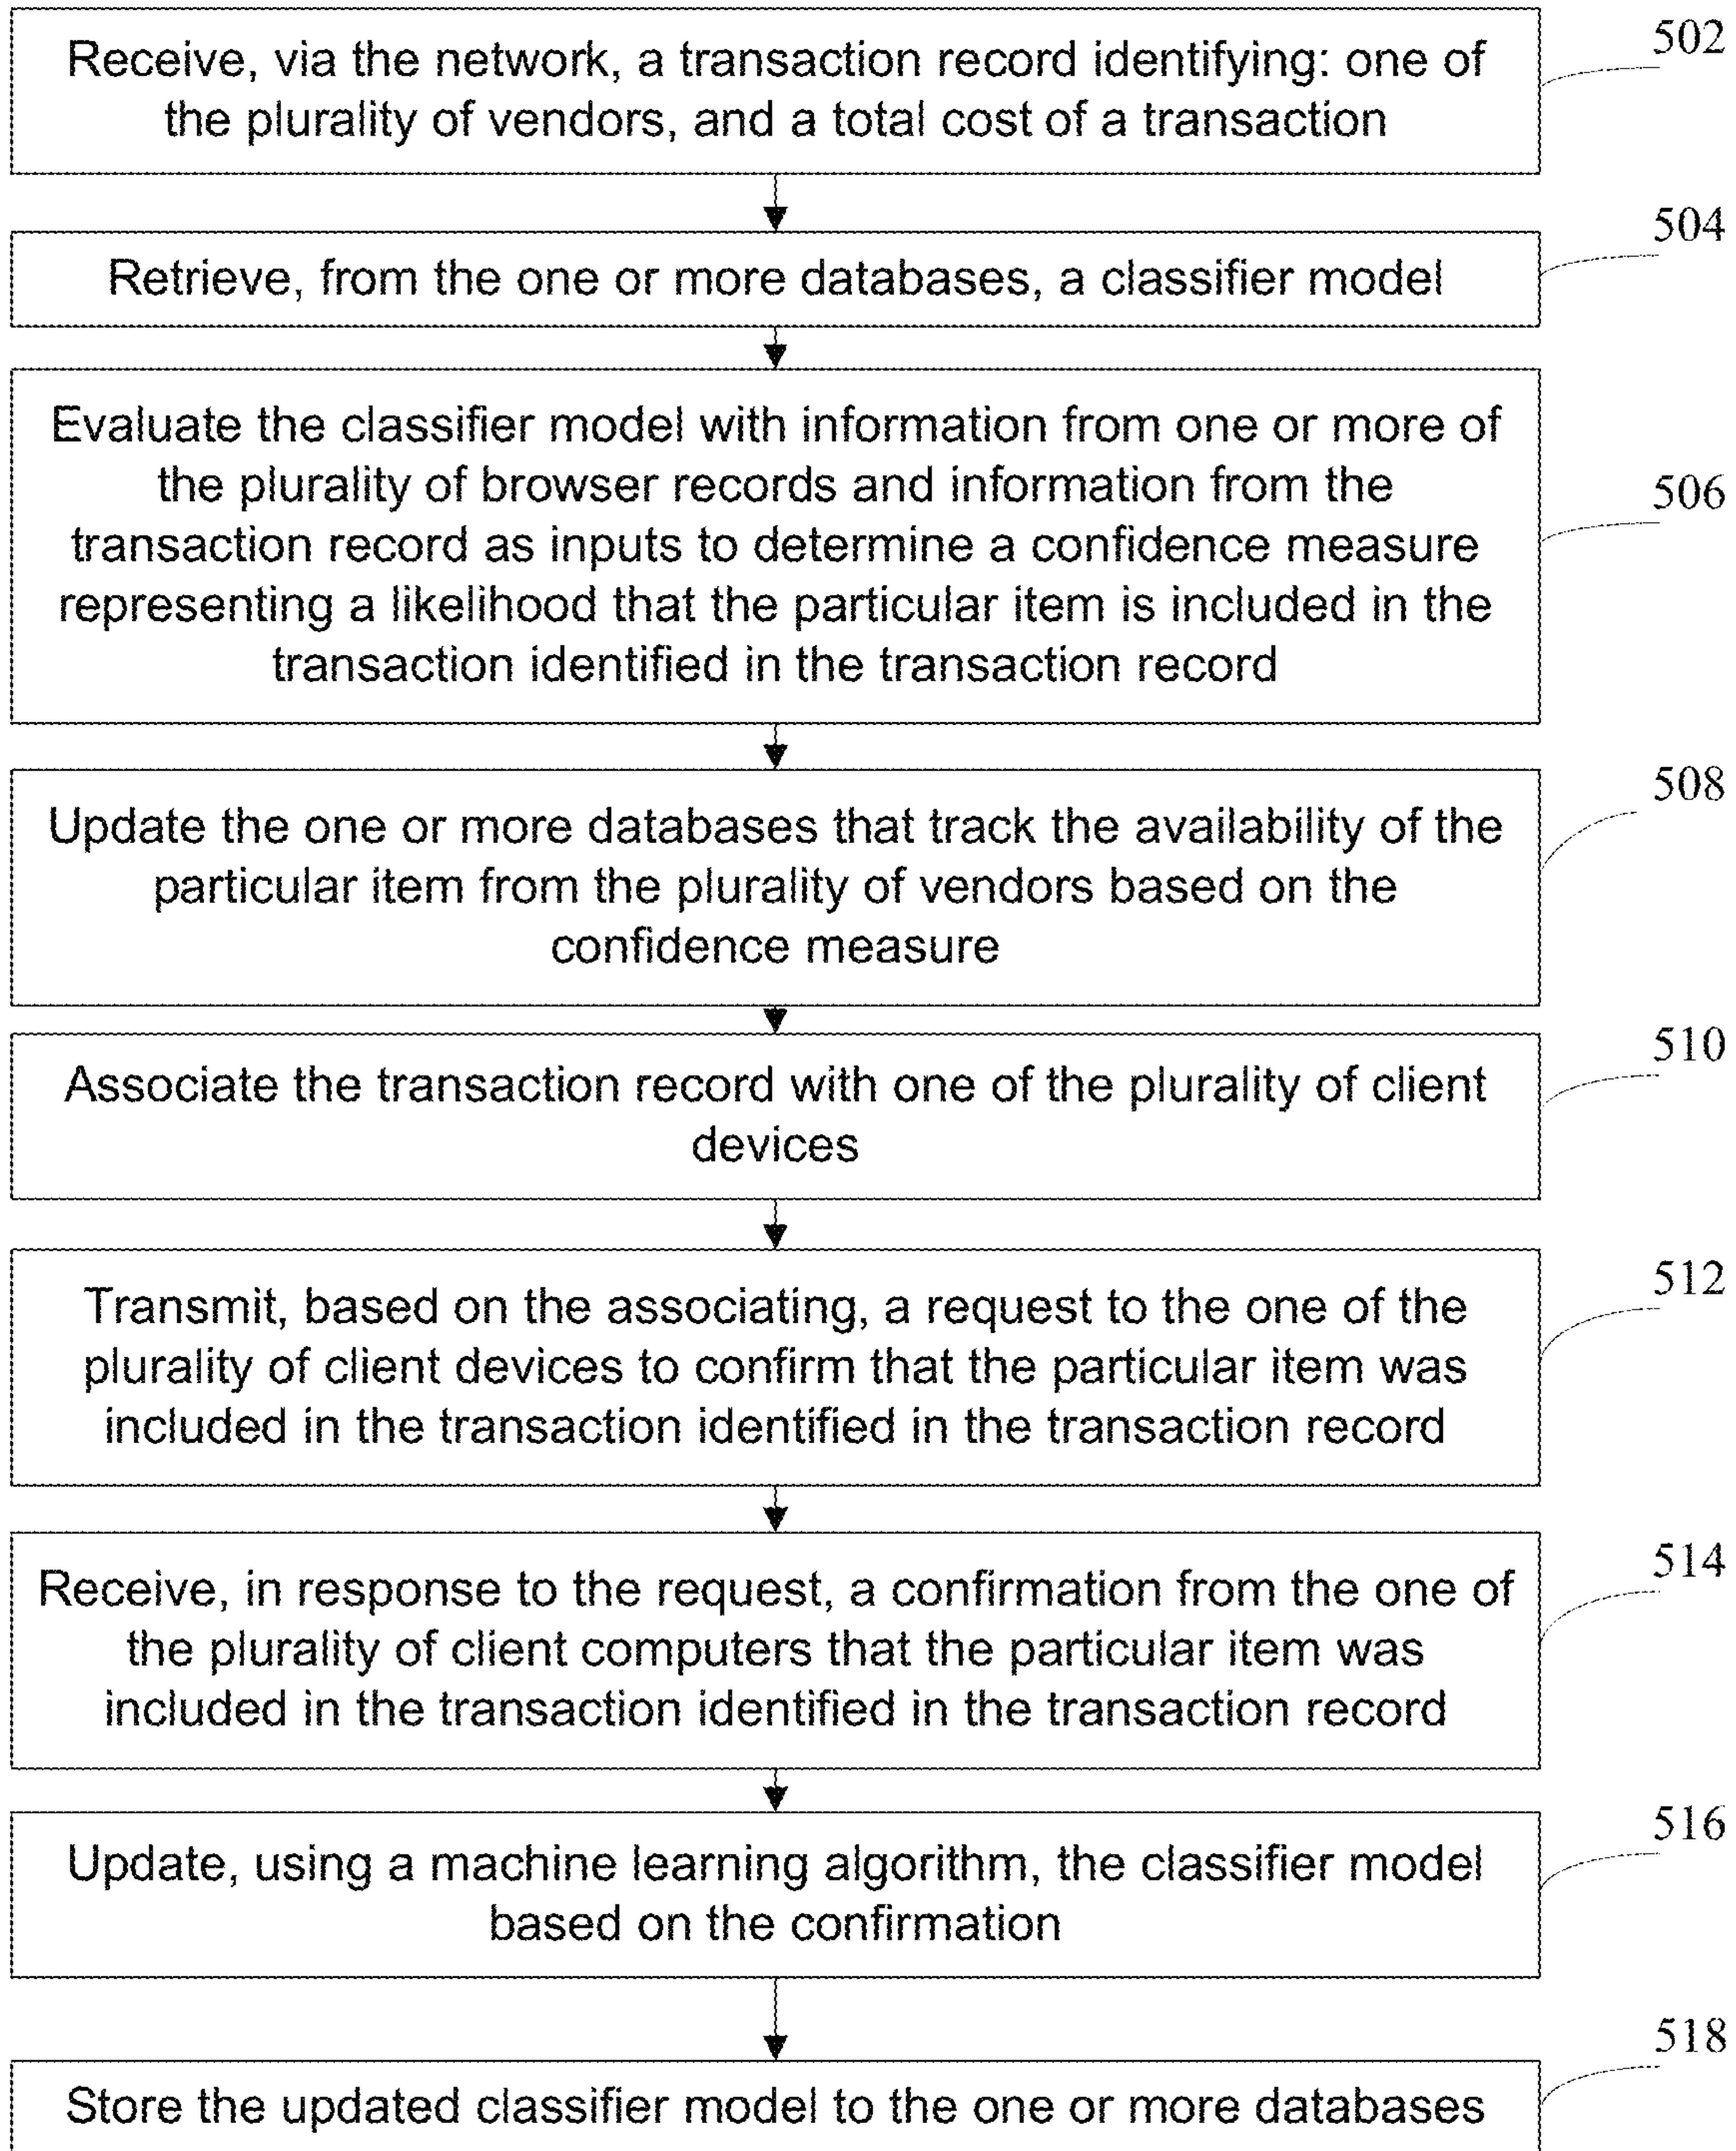 Receive, via the network, a transaction record identifying: one of
the plurality of vendors, and a total cost of a transaction
502
Retrieve, from the one or more databases, a classifier model
504
Evaluate the classifier model with information from one or more of
the plurality of browser records and information from the
transaction record as inputs to determine a confidence measure
representing a likelihood that the particular item is included in the
transaction identified in the transaction record
506
Update the one or more databases that track the availability of the
particular item from the plurality of vendors based on the
confidence measure
508
Associate the transaction record with one of the plurality of client
devices
510
Transmit, based on the associating, a request to the one of the
plurality of client devices to confirm that the particular item was
included in the transaction identified in the transaction record
512
Receive, in response to the request, a confirmation from the one of
the plurality of client computers that the particular item was
included in the transaction identified in the transaction record
514
Update, using a machine learning algorithm, the classifier model
based on the confirmation
516
Store the updated classifier model to the one or more databases
518